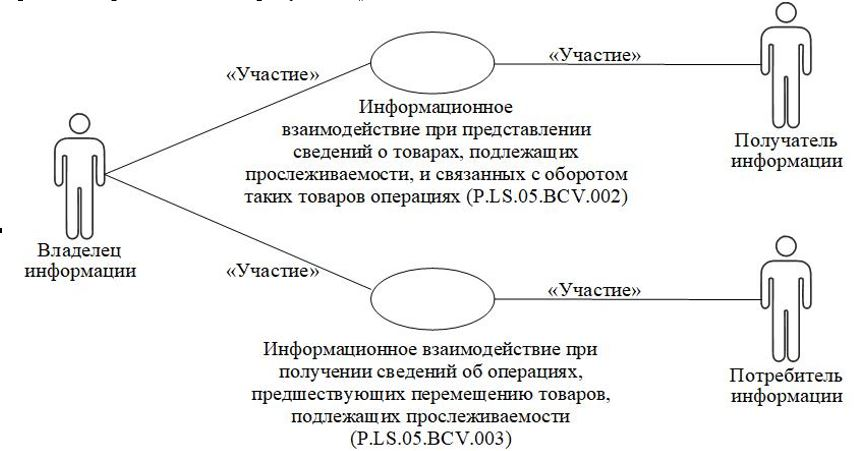 «Участие»
«Участие»
Информационное
взаимодействие при представлении
сведений о товарах, подлежащих
прослеживаемости, и связанных с оборотом
таких товаров операциях (P.LS.05.BCV.002)
Получатель
информации
Владелец
информации
«Участие»
«Участие»
Информационное взаимодействие при
получении сведений об операциях,
предшествующих перемещению товаров,
подлежащих прослеживаемости
(P.LS.05.BCV.003)
Потребитель
информации